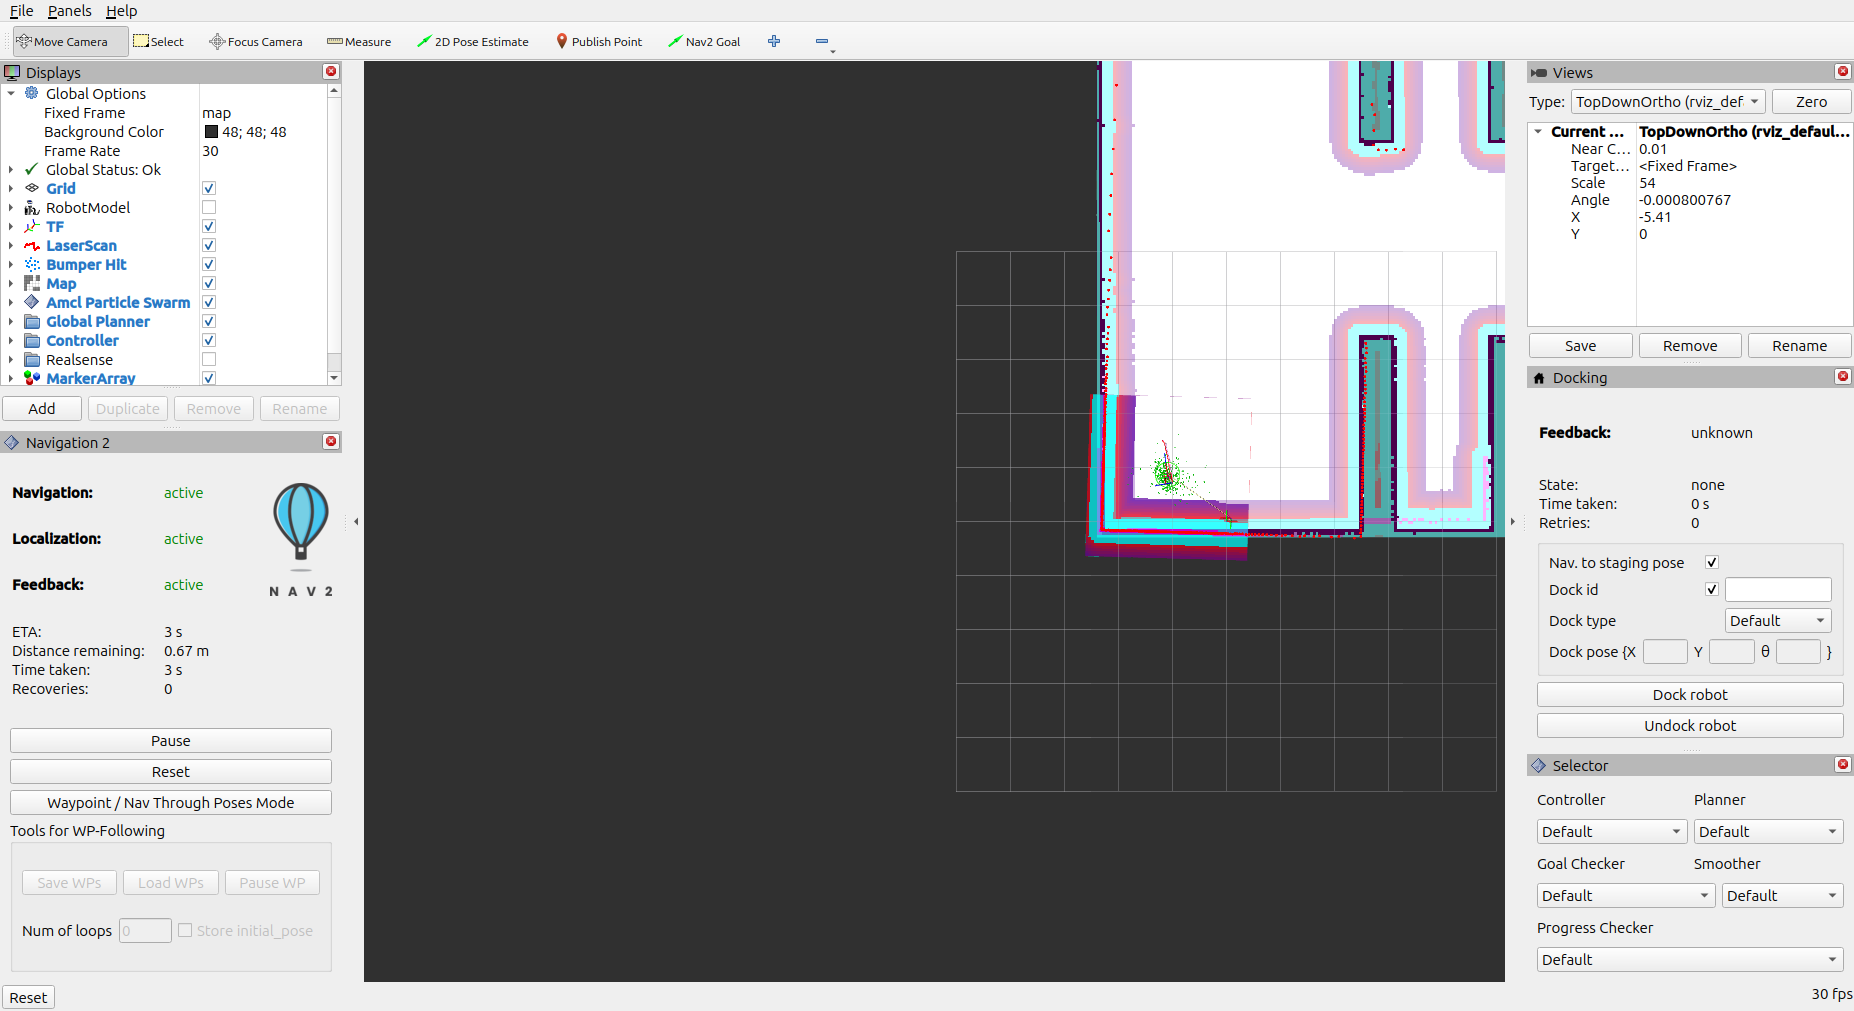 File Panels Help
Move Camera Select Focus Camera Measure 2D Pose Estimate Publish Point Nav2 Goal
Displays
Global Options
Fixed Frame map
Background Color 48; 48; 48
Frame Rate 30
Global Status: Ok
Grid
RobotModel
TF
LaserScan
Bumper Hit
Map
Amcl Particle Swarm
Global Planner
Controller
Realsense
MarkerArray
Add Duplicate Remove Rename
Navigation 2
Navigation: active
Localization: active
Feedback: active
NAV2
ETA: 3 s
Distance remaining: 0.67 m
Time taken: 3 s
Recoveries: 0
Pause
Reset
Waypoint / Nav Through Poses Mode
Tools for WP-Following
Save WPs Load WPs Pause WP
Num of loops 0 Store initial_pose
Reset
Views
Type: TopDownOrtho (rviz_def Zero
Current ... TopDownOrtho (rviz_defaul...
Near C... 0.01
Target... <Fixed Frame>
Scale 54
Angle -0.000800767
X -5.41
Y 0
Save Remove Rename
Docking
Feedback: unknown
State: none
Time taken: 0 s
Retries: 0
Nav. to staging pose
Dock id
Dock type Default
Dock pose {X Y θ }
Dock robot
Undock robot
Selector
Controller Planner
Default Default
Goal Checker Smoother
Default Default
Progress Checker
Default
30 fps